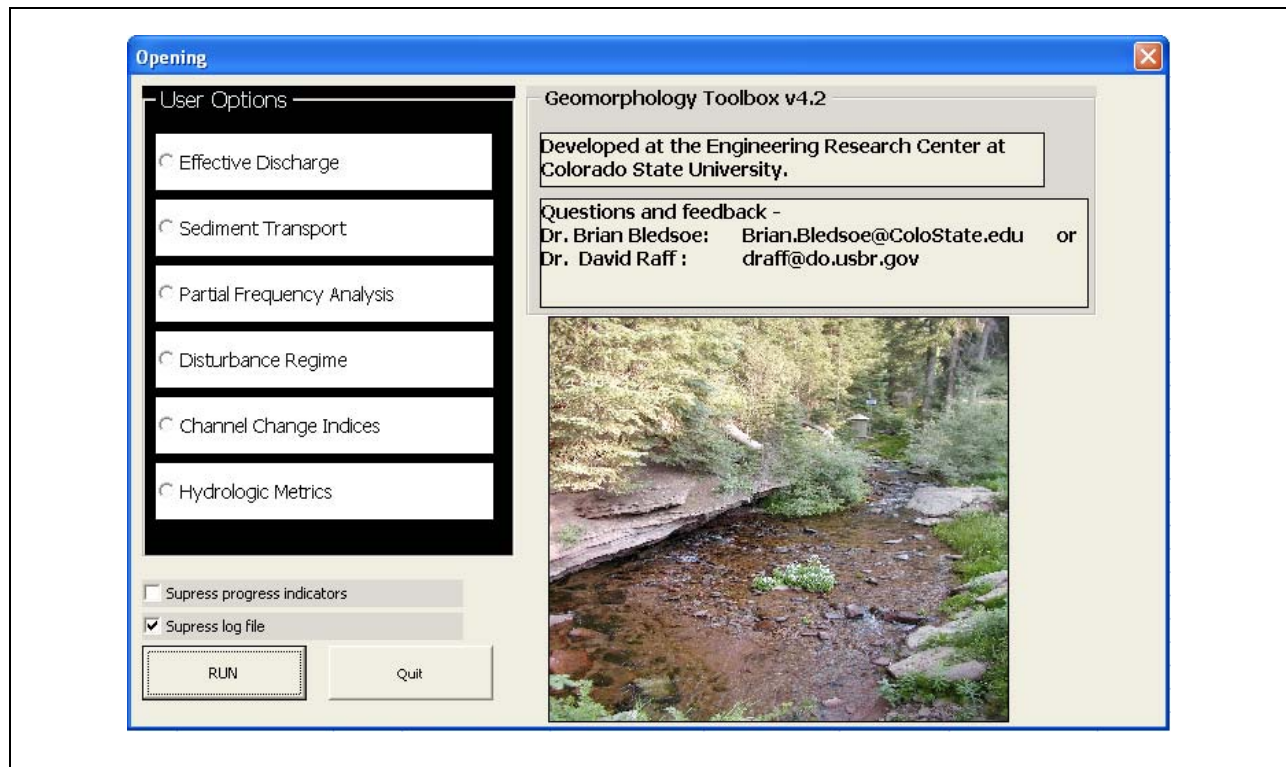 Opening
User Options
Effective Discharge
Sediment Transport
Partial Frequency Analysis
Disturbance Regime
Channel Change Indices
Hydrologic Metrics
Supress progress indicators
Supress log file
RUN
Quit
Geomorphology Toolbox v4.2
Developed at the Engineering Research Center at
Colorado State University.
Questions and feedback -
Dr. Brian Bledsoe: Brian.Bledsoe@ColoState.edu or
Dr. David Raff : draff@do.usbr.gov